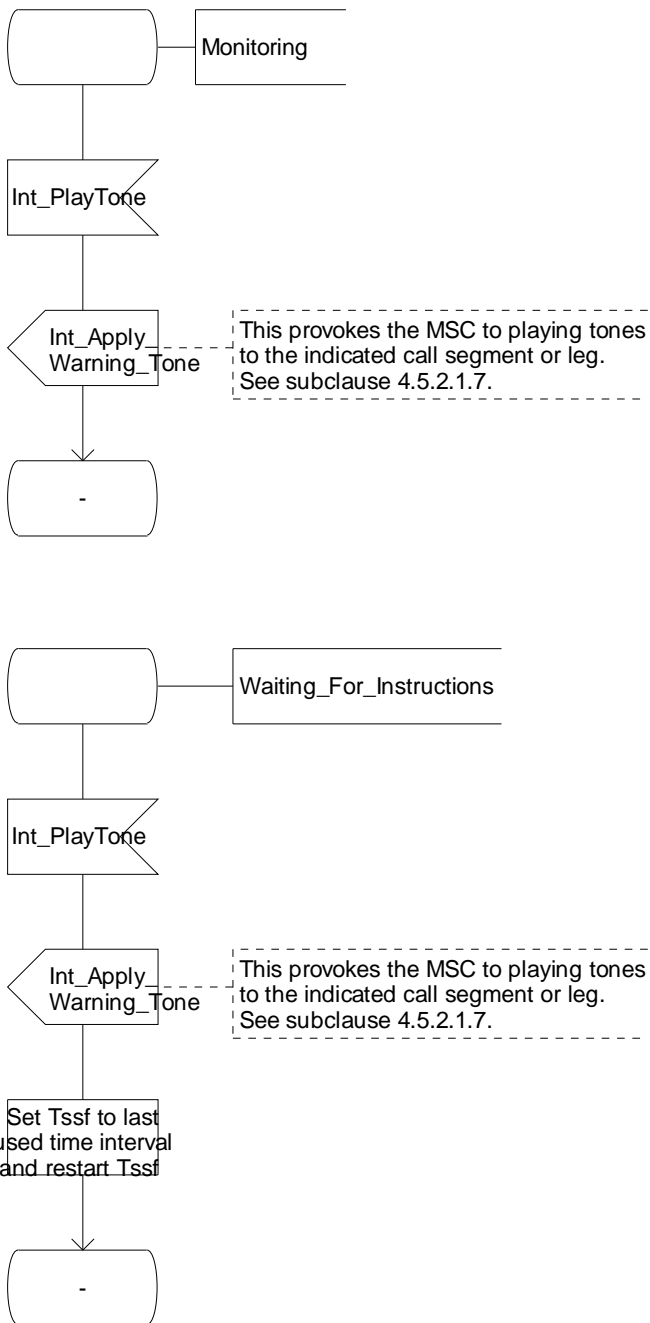 Monitoring
Int_PlayTone
Int_Apply_
Warning_Tone
This provokes the MSC to playing tones
to the indicated call segment or leg.
See subclause 4.5.2.1.7.
-
Waiting_For_Instructions
Int_PlayTone
Int_Apply_
Warning_Tone
This provokes the MSC to playing tones
to the indicated call segment or leg.
See subclause 4.5.2.1.7.
Set Tssf to last
used time interval
and restart Tssf
-